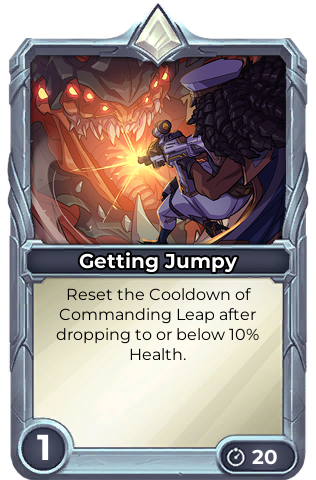 Getting Jumpy
Reset the Cooldown of
Commanding Leap after
dropping to or below 10%
Health.
1
20